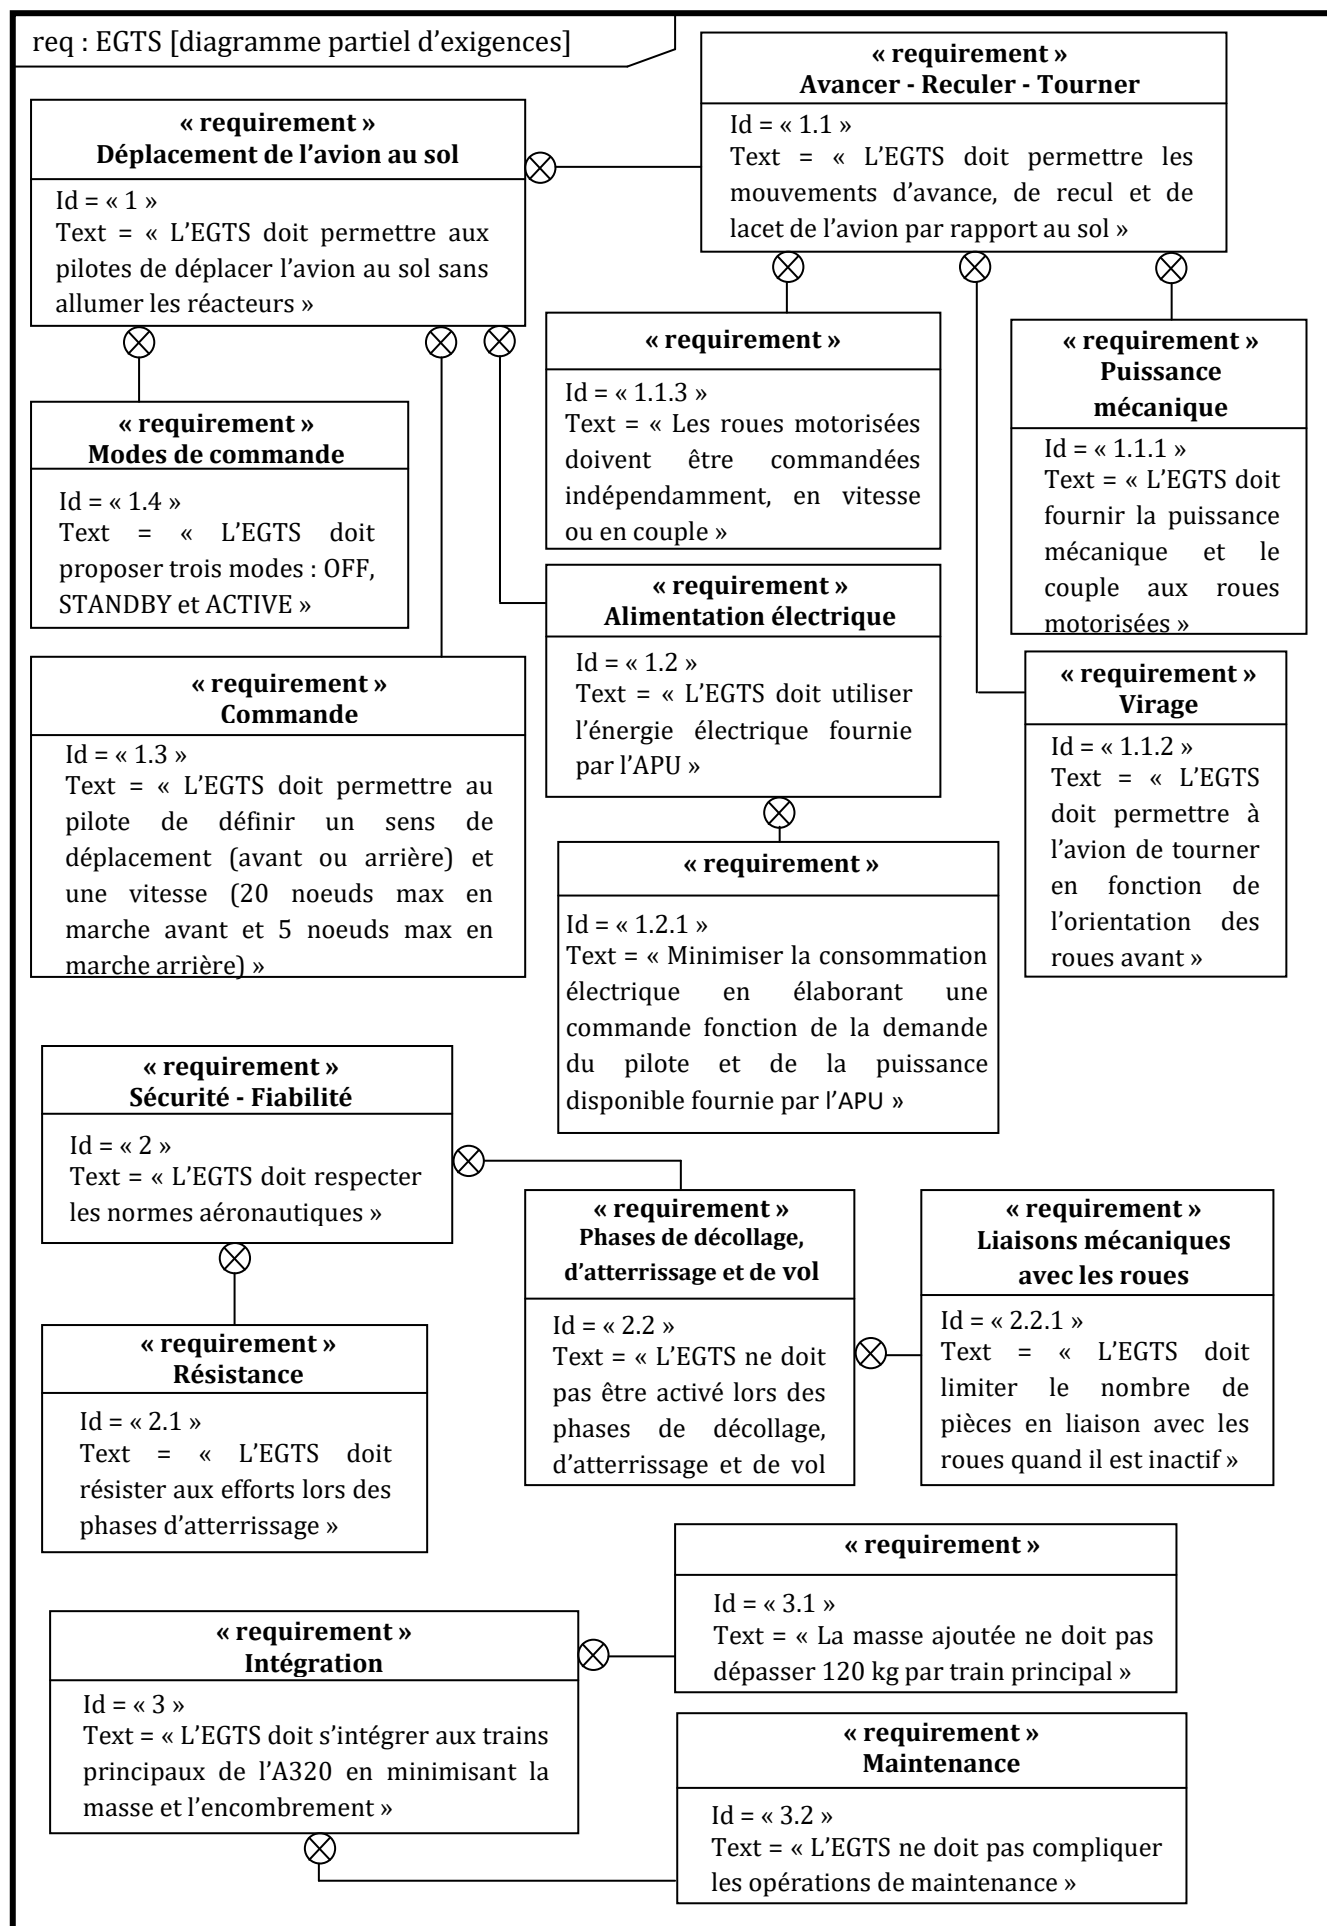 req : EGTS [diagramme partiel d’exigences]
« requirement »
Avancer - Reculer - Tourner
Id = « 1.1 »
Text = « L’EGTS doit permettre les
mouvements d’avance, de recul et de
lacet de l’avion par rapport au sol »
« requirement »
Déplacement de l’avion au sol
Id = « 1 »
Text = « L’EGTS doit permettre aux
pilotes de déplacer l’avion au sol sans
allumer les réacteurs »
« requirement »
Id = « 1.1.3 »
Text = « Les roues motorisées
doivent être commandées
indépendamment, en vitesse
ou en couple »
« requirement »
Puissance
mécanique
Id = « 1.1.1 »
Text = « L’EGTS doit
fournir la puissance
mécanique et le
couple aux roues
motorisées »
« requirement »
Modes de commande
Id = « 1.4 »
Text = « L’EGTS doit
proposer trois modes : OFF,
STANDBY et ACTIVE »
« requirement »
Alimentation électrique
Id = « 1.2 »
Text = « L’EGTS doit utiliser
l’énergie électrique fournie
par l’APU »
« requirement »
Virage
Id = « 1.1.2 »
Text = « L’EGTS
doit permettre à
l’avion de tourner
en fonction de
l’orientation des
roues avant »
« requirement »
Commande
Id = « 1.3 »
Text = « L’EGTS doit permettre au
pilote de définir un sens de
déplacement (avant ou arrière) et
une vitesse (20 noeuds max en
marche avant et 5 noeuds max en
marche arrière) »
« requirement »
Id = « 1.2.1 »
Text = « Minimiser la consommation
électrique en élaborant une
commande fonction de la demande
du pilote et de la puissance
disponible fournie par l’APU »
« requirement »
Sécurité - Fiabilité
Id = « 2 »
Text = « L’EGTS doit respecter
les normes aéronautiques »
« requirement »
Phases de décollage,
d’atterrissage et de vol
Id = « 2.2 »
Text = « L’EGTS ne doit
pas être activé lors des
phases de décollage,
d’atterrissage et de vol
« requirement »
Liaisons mécaniques
avec les roues
Id = « 2.2.1 »
Text = « L’EGTS doit
limiter le nombre de
pièces en liaison avec les
roues quand il est inactif »
« requirement »
Résistance
Id = « 2.1 »
Text = « L’EGTS doit
résister aux efforts lors des
phases d’atterrissage »
« requirement »
Id = « 3.1 »
Text = « La masse ajoutée ne doit pas
dépasser 120 kg par train principal »
« requirement »
Intégration
Id = « 3 »
Text = « L’EGTS doit s’intégrer aux trains
principaux de l’A320 en minimisant la
masse et l’encombrement »
« requirement »
Maintenance
Id = « 3.2 »
Text = « L’EGTS ne doit pas compliquer
les opérations de maintenance »